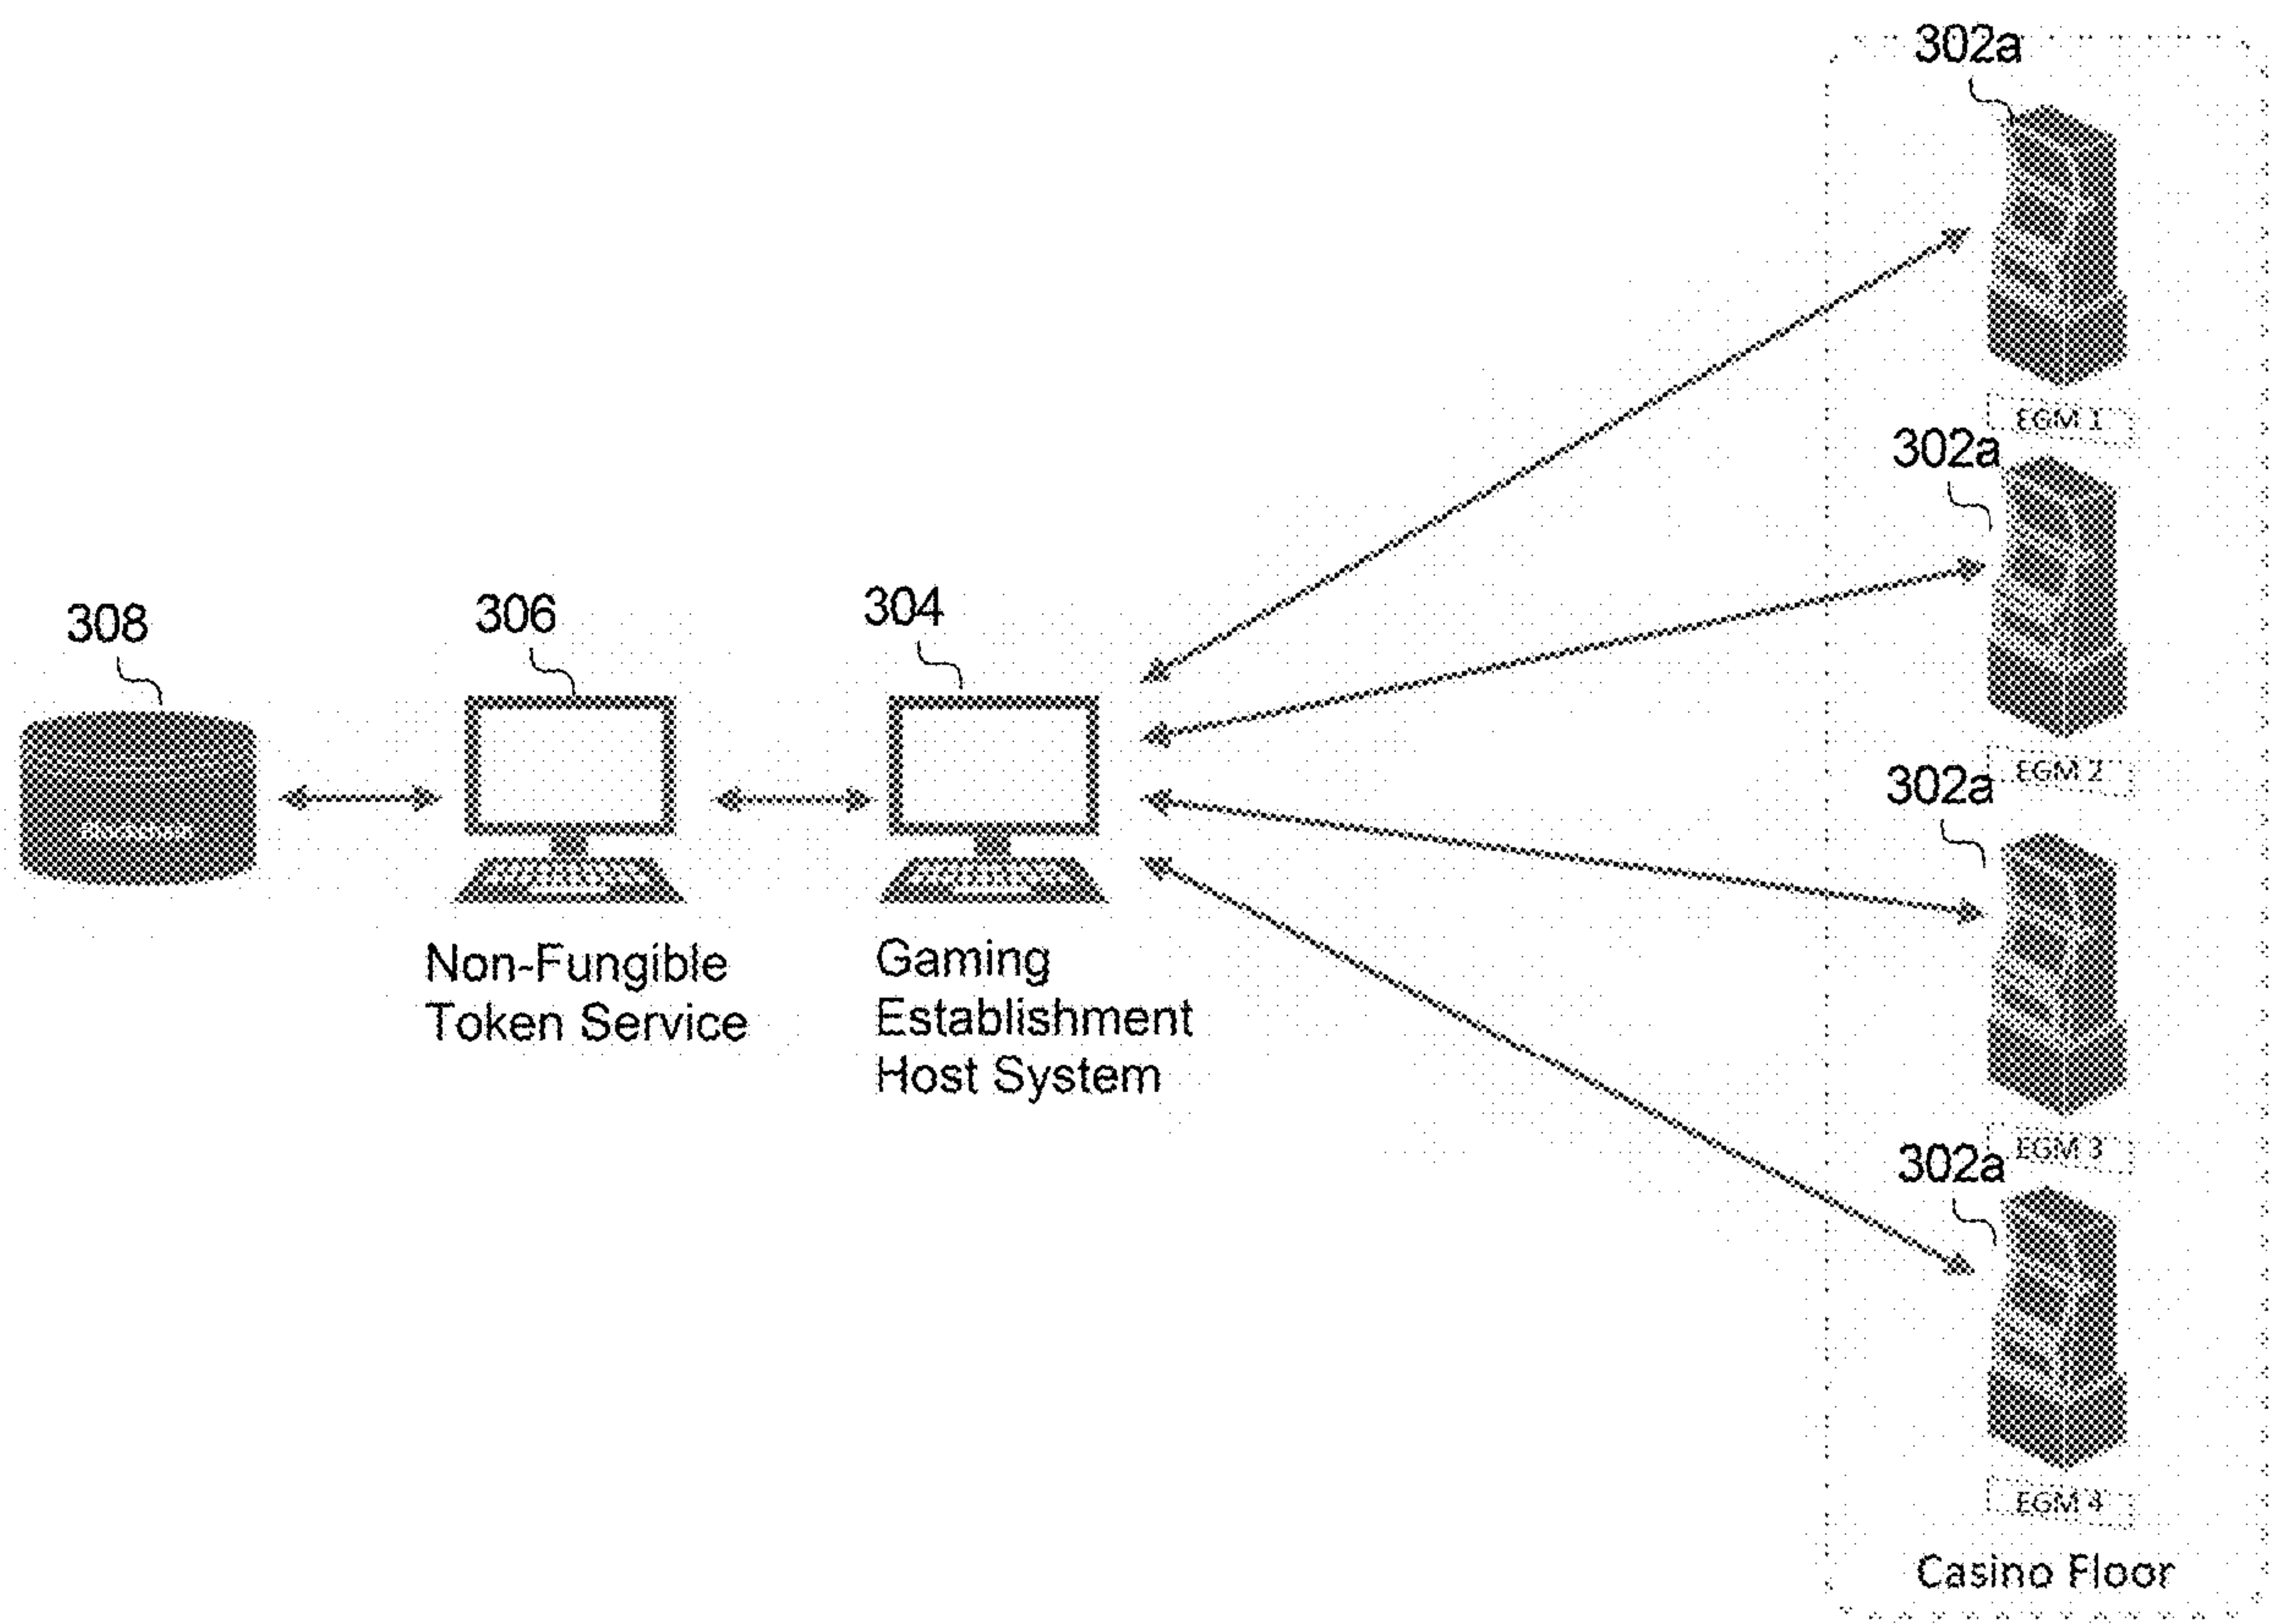 302a
EGM 1
302a
EGM 2
302a
EGM 3
302a
EGM 4
Casino Floor
308
306
304
Non-Fungible
Token Service
Gaming
Establishment
Host System